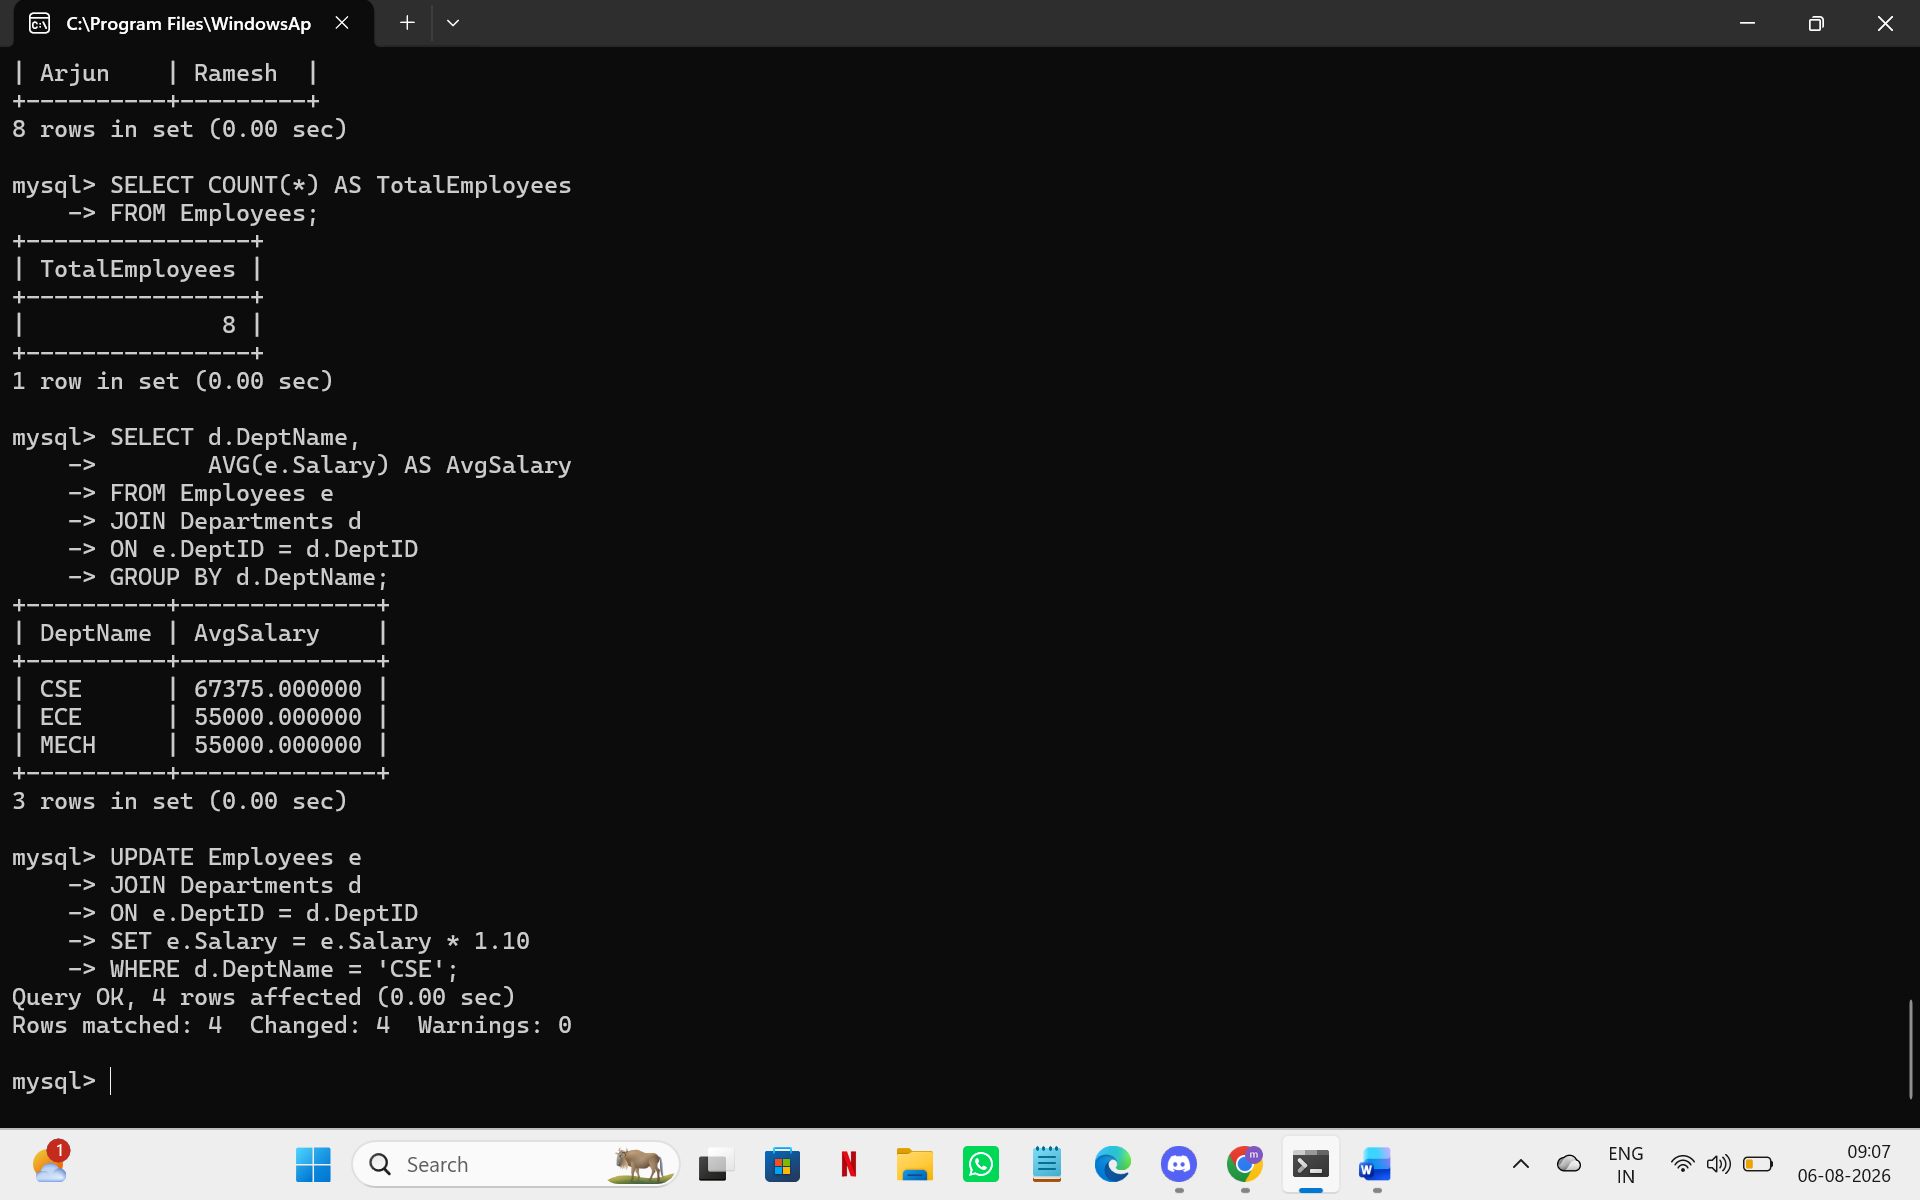 C:\Program Files\WindowsAp
| Arjun    | Ramesh  |
+----------+---------+
8 rows in set (0.00 sec)
mysql> SELECT COUNT(*) AS TotalEmployees
    -> FROM Employees;
+----------------+
| TotalEmployees |
+----------------+
|              8 |
+----------------+
1 row in set (0.00 sec)
mysql> SELECT d.DeptName,
    ->        AVG(e.Salary) AS AvgSalary
    -> FROM Employees e
    -> JOIN Departments d
    -> ON e.DeptID = d.DeptID
    -> GROUP BY d.DeptName;
+----------+--------------+
| DeptName | AvgSalary    |
+----------+--------------+
| CSE      | 67375.000000 |
| ECE      | 55000.000000 |
| MECH     | 55000.000000 |
+----------+--------------+
3 rows in set (0.00 sec)
mysql> UPDATE Employees e
    -> JOIN Departments d
    -> ON e.DeptID = d.DeptID
    -> SET e.Salary = e.Salary * 1.10
    -> WHERE d.DeptName = 'CSE';
Query OK, 4 rows affected (0.00 sec)
Rows matched: 4  Changed: 4  Warnings: 0
mysql>
1
Search
N
m
W
ENG
IN
09:07
06-08-2026